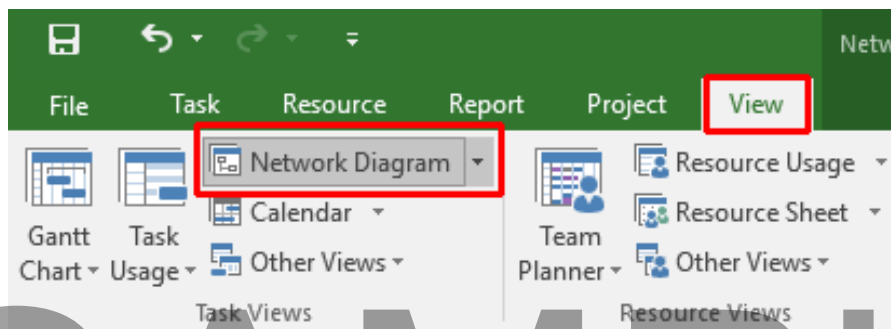 Netw
File Task Resource Report Project View
Network Diagram
Calendar
Other Views
Gantt Chart
Task Usage
Task Views
Team Planner
Resource Usage
Resource Sheet
Other Views
Resource Views